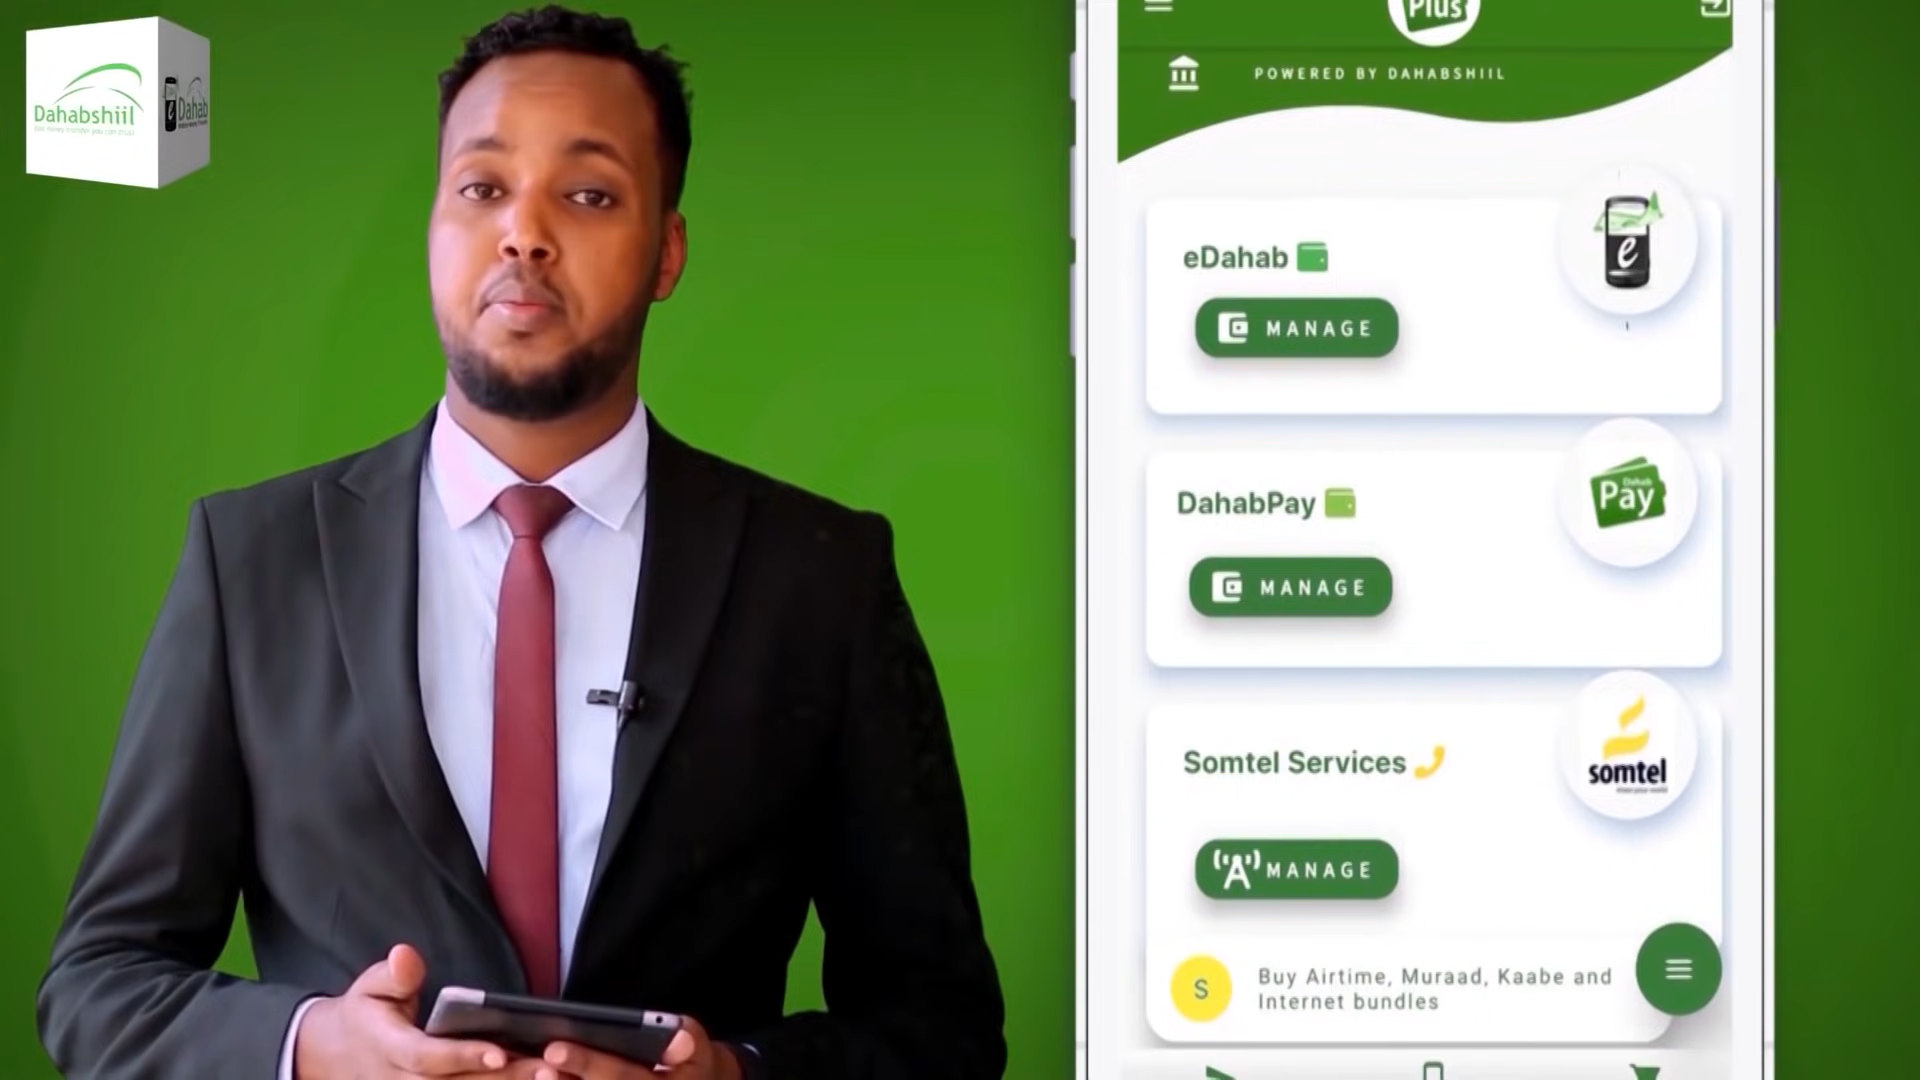 Dahabshiil
eDahab
Plus
POWERED BY DAHABSHIIL
eDahab
e
MANAGE
DahabPay
Dahab
Pay
MANAGE
Somtel Services
somtel
MANAGE
S
Buy Airtime, Muraad, Kaabe and
Internet bundles